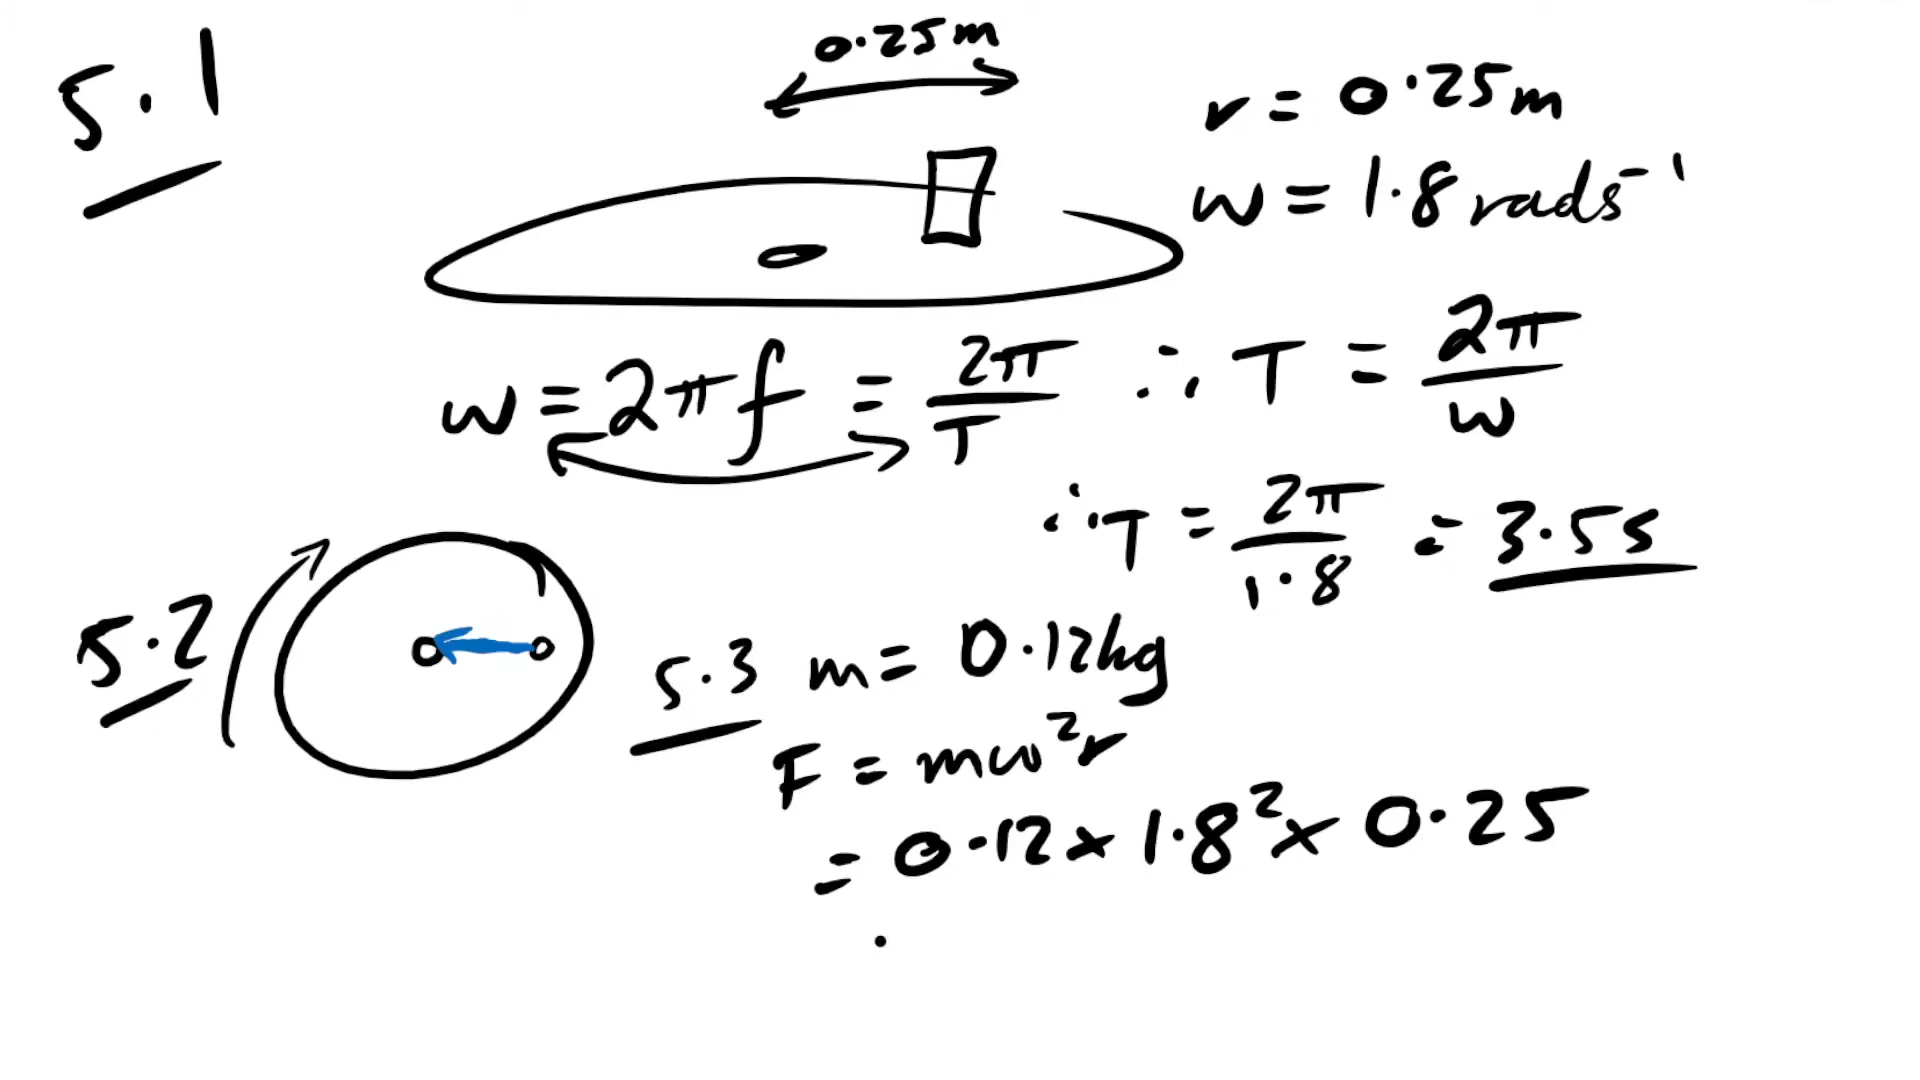 5.1
0.25m
r = 0.25m
ω = 1.8 rads⁻¹
ω = 2πf = 2π/T ∴ T = 2π/ω
∴ T = 2π/1.8 = 3.5s
5.2
5.3 m = 0.12kg
F = mω²r
= 0.12 × 1.8² × 0.25